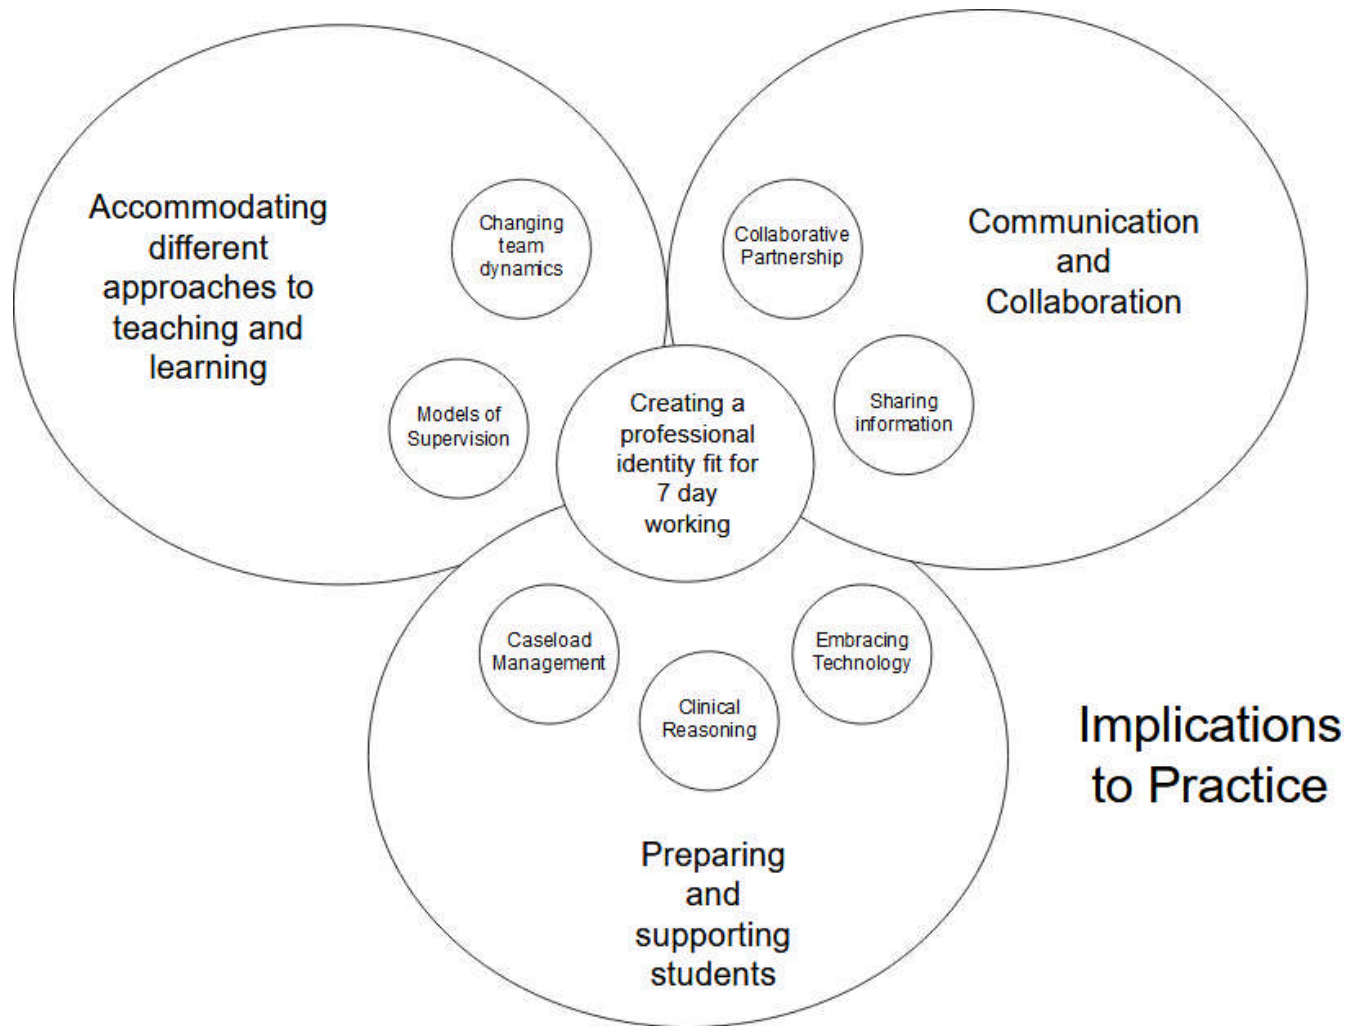 Accommodating
different
approaches to
teaching and
learning
Changing
team
dynamics
Models of
Supervision
Collaborative
Partnership
Communication
and
Collaboration
Sharing
information
Creating a
professional
identity fit for
7 day
working
Caseload
Management
Clinical
Reasoning
Embracing
Technology
Preparing
and
supporting
students
Implications
to Practice